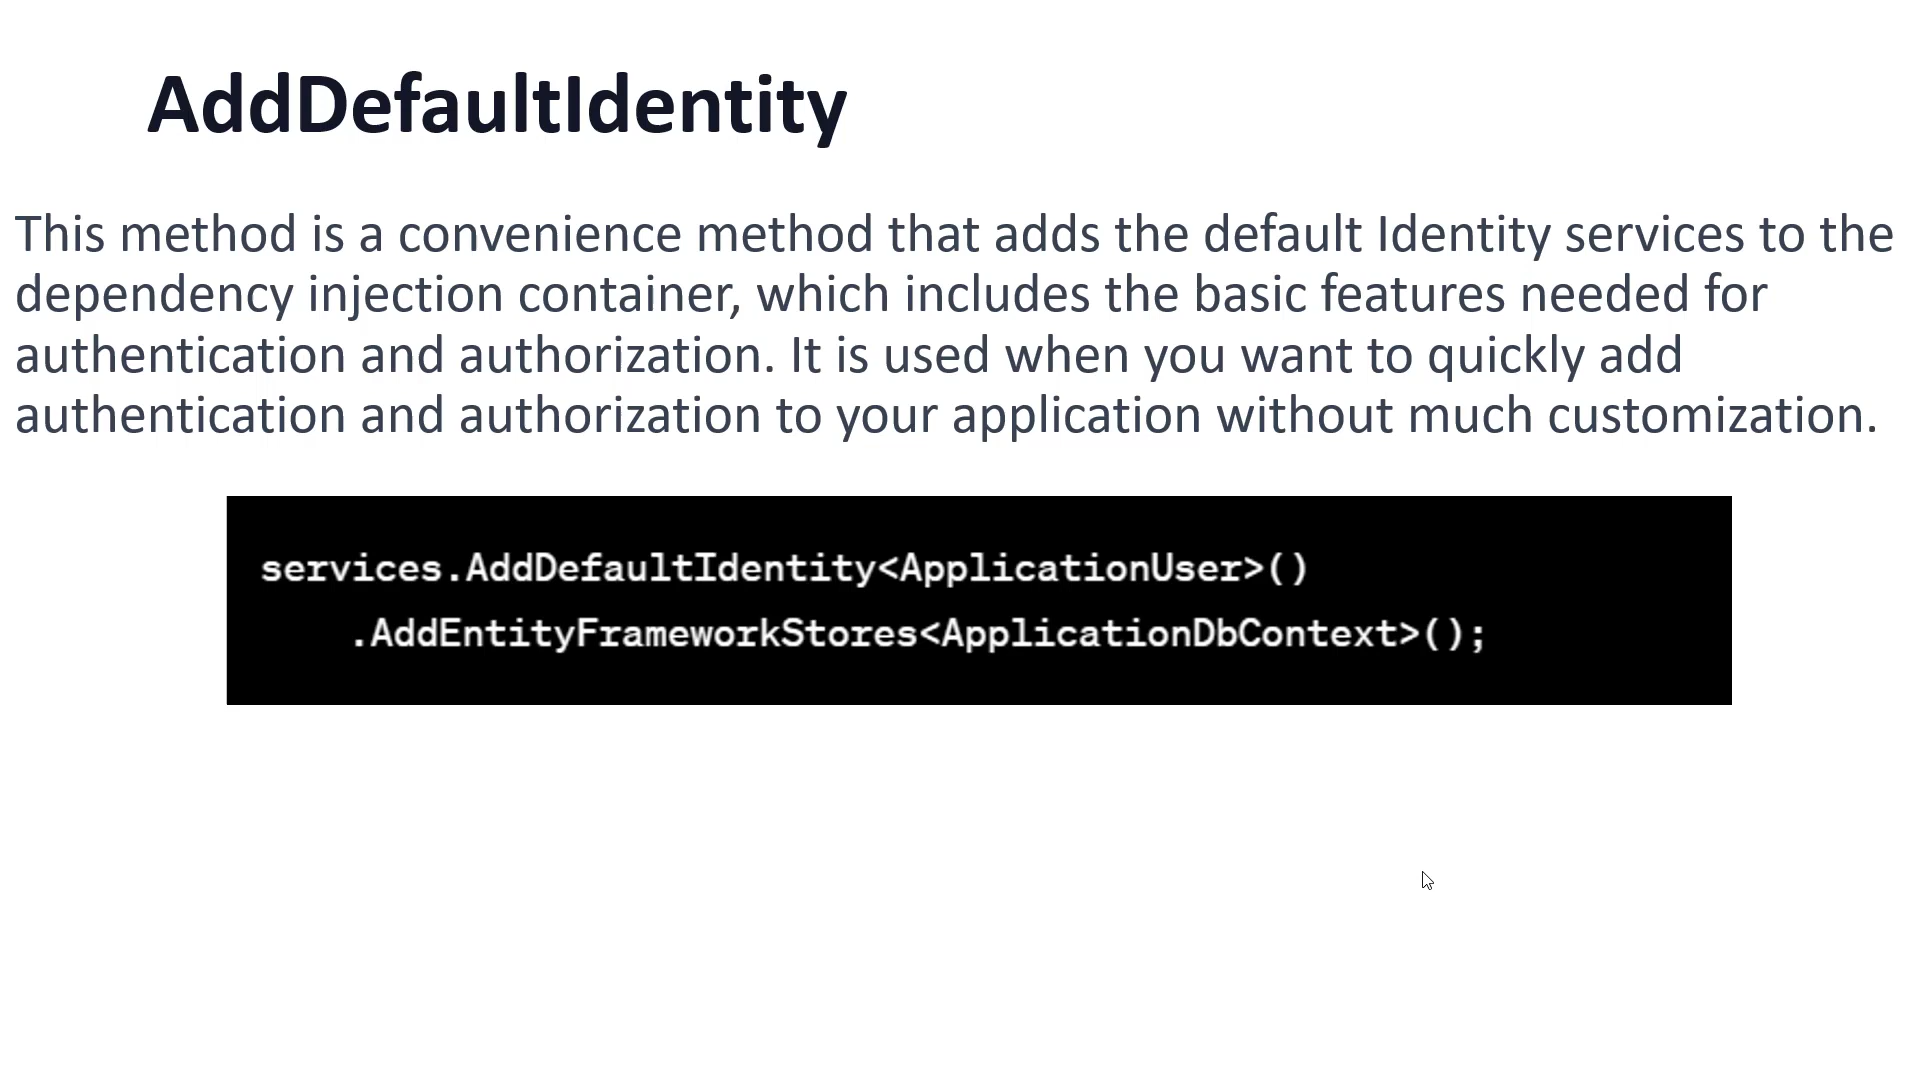 AddDefaultIdentity
This method is a convenience method that adds the default Identity services to the
dependency injection container, which includes the basic features needed for
authentication and authorization. It is used when you want to quickly add
authentication and authorization to your application without much customization.
services.AddDefaultIdentity<ApplicationUser>()
.AddEntityFrameworkStores<ApplicationDbContext>();